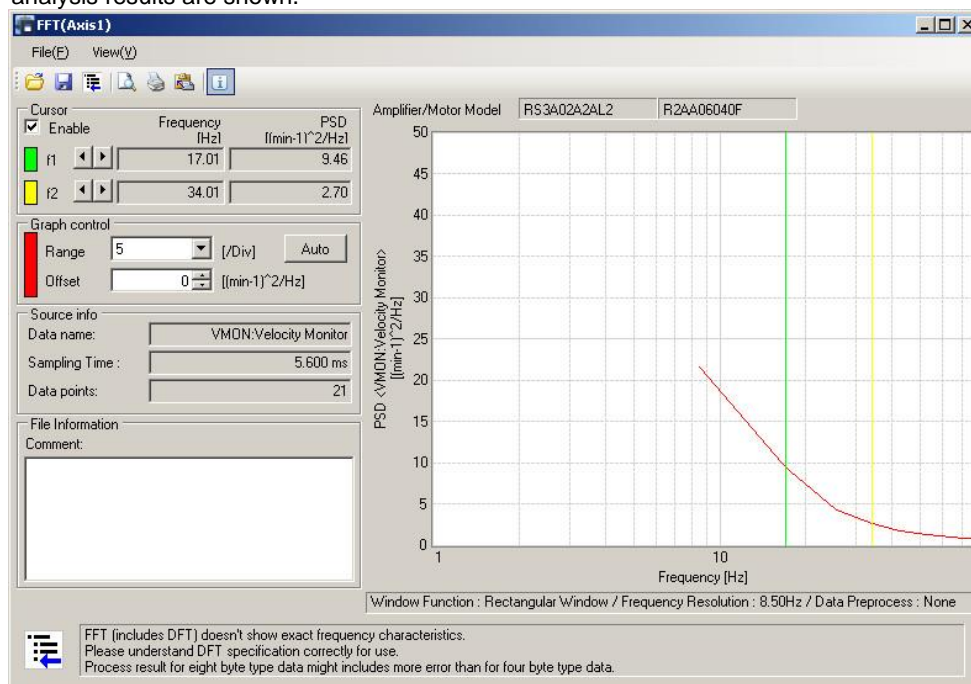 analysis results are shown.
FFT(Axis1)
File(F) View(V)
Cursor
Enable Frequency [Hz] PSD [(min-1)^2/Hz]
f1 17.01 9.46
f2 34.01 2.70
Graph control
Range 5 [/Div] Auto
Offset 0 [(min-1)^2/Hz]
Source info
Data name: VMON:Velocity Monitor
Sampling Time : 5.600 ms
Data points: 21
File Information
Comment:
Amplifier/Motor Model RS3A02A2AL2 R2AA06040F
PSD <VMON:Velocity Monitor>
[(min-1)^2/Hz]
50
45
40
35
30
25
20
15
10
5
0
1 10
Frequency [Hz]
Window Function : Rectangular Window / Frequency Resolution : 8.50Hz / Data Preprocess : None
FFT (includes DFT) doesn't show exact frequency characteristics.
Please understand DFT specification correctly for use.
Process result for eight byte type data might includes more error than for four byte type data.